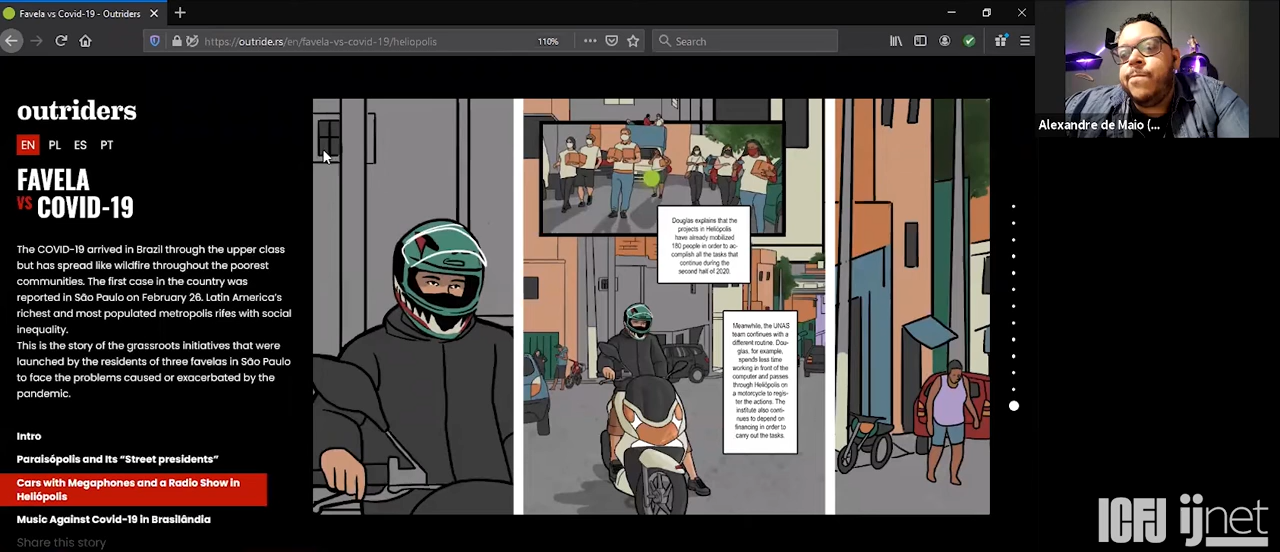 Favela vs Covid-19 - Outriders
https://outride.rs/en/favela-vs-covid-19/heliopolis
110%
Search
Alexandre de Maio (...
outriders
EN PL ES PT
FAVELA
VS COVID-19
The COVID-19 arrived in Brazil through the upper class
but has spread like wildfire throughout the poorest
communities. The first case in the country was
reported in São Paulo on February 26. Latin America's
richest and most populated metropolis rifes with social
inequality.
This is the story of the grassroots initiatives that were
launched by the residents of three favelas in São Paulo
to face the problems caused or exacerbated by the
pandemic.
Intro
Paraisópolis and Its "Street presidents"
Cars with Megaphones and a Radio Show in
Heliópolis
Music Against Covid-19 in Brasilândia
Share this story
Douglas explains that the
projects in Heliópolis
have already mobilized
180 people in order to ac-
complish all the tasks that
continue during the
second half of 2020.
Meanwhile, the UNAS
team continues with a
different routine. Dou-
glas, for example,
spends less time
working in front of the
computer and passes
through Heliópolis on
a motorcycle to regis-
ter the actions. The
institute also conti-
nues to depend on
financing in order to
carry out the tasks.
ICFJ ijnet